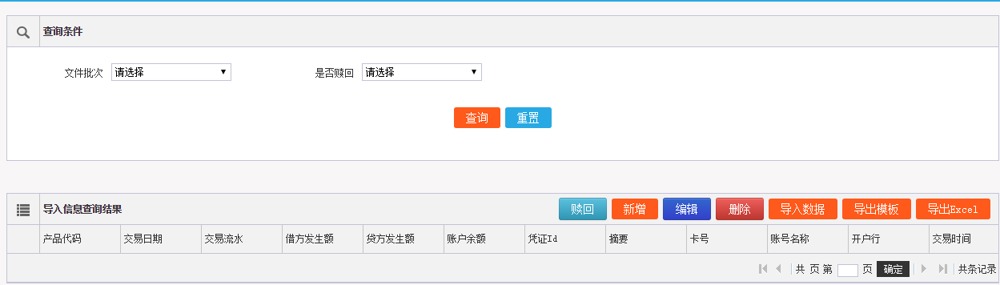 查询条件
文件批次 请选择 是否赎回 请选择
查询 重置
导入信息查询结果 赎回 新增 编辑 删除 导入数据 导出模板 导出Excel
产品代码 交易日期 交易流水 借方发生额 贷方发生额 账户余额 凭证Id 摘要 卡号 账号名称 开户行 交易时间
共 页 第 页 确定 共条记录